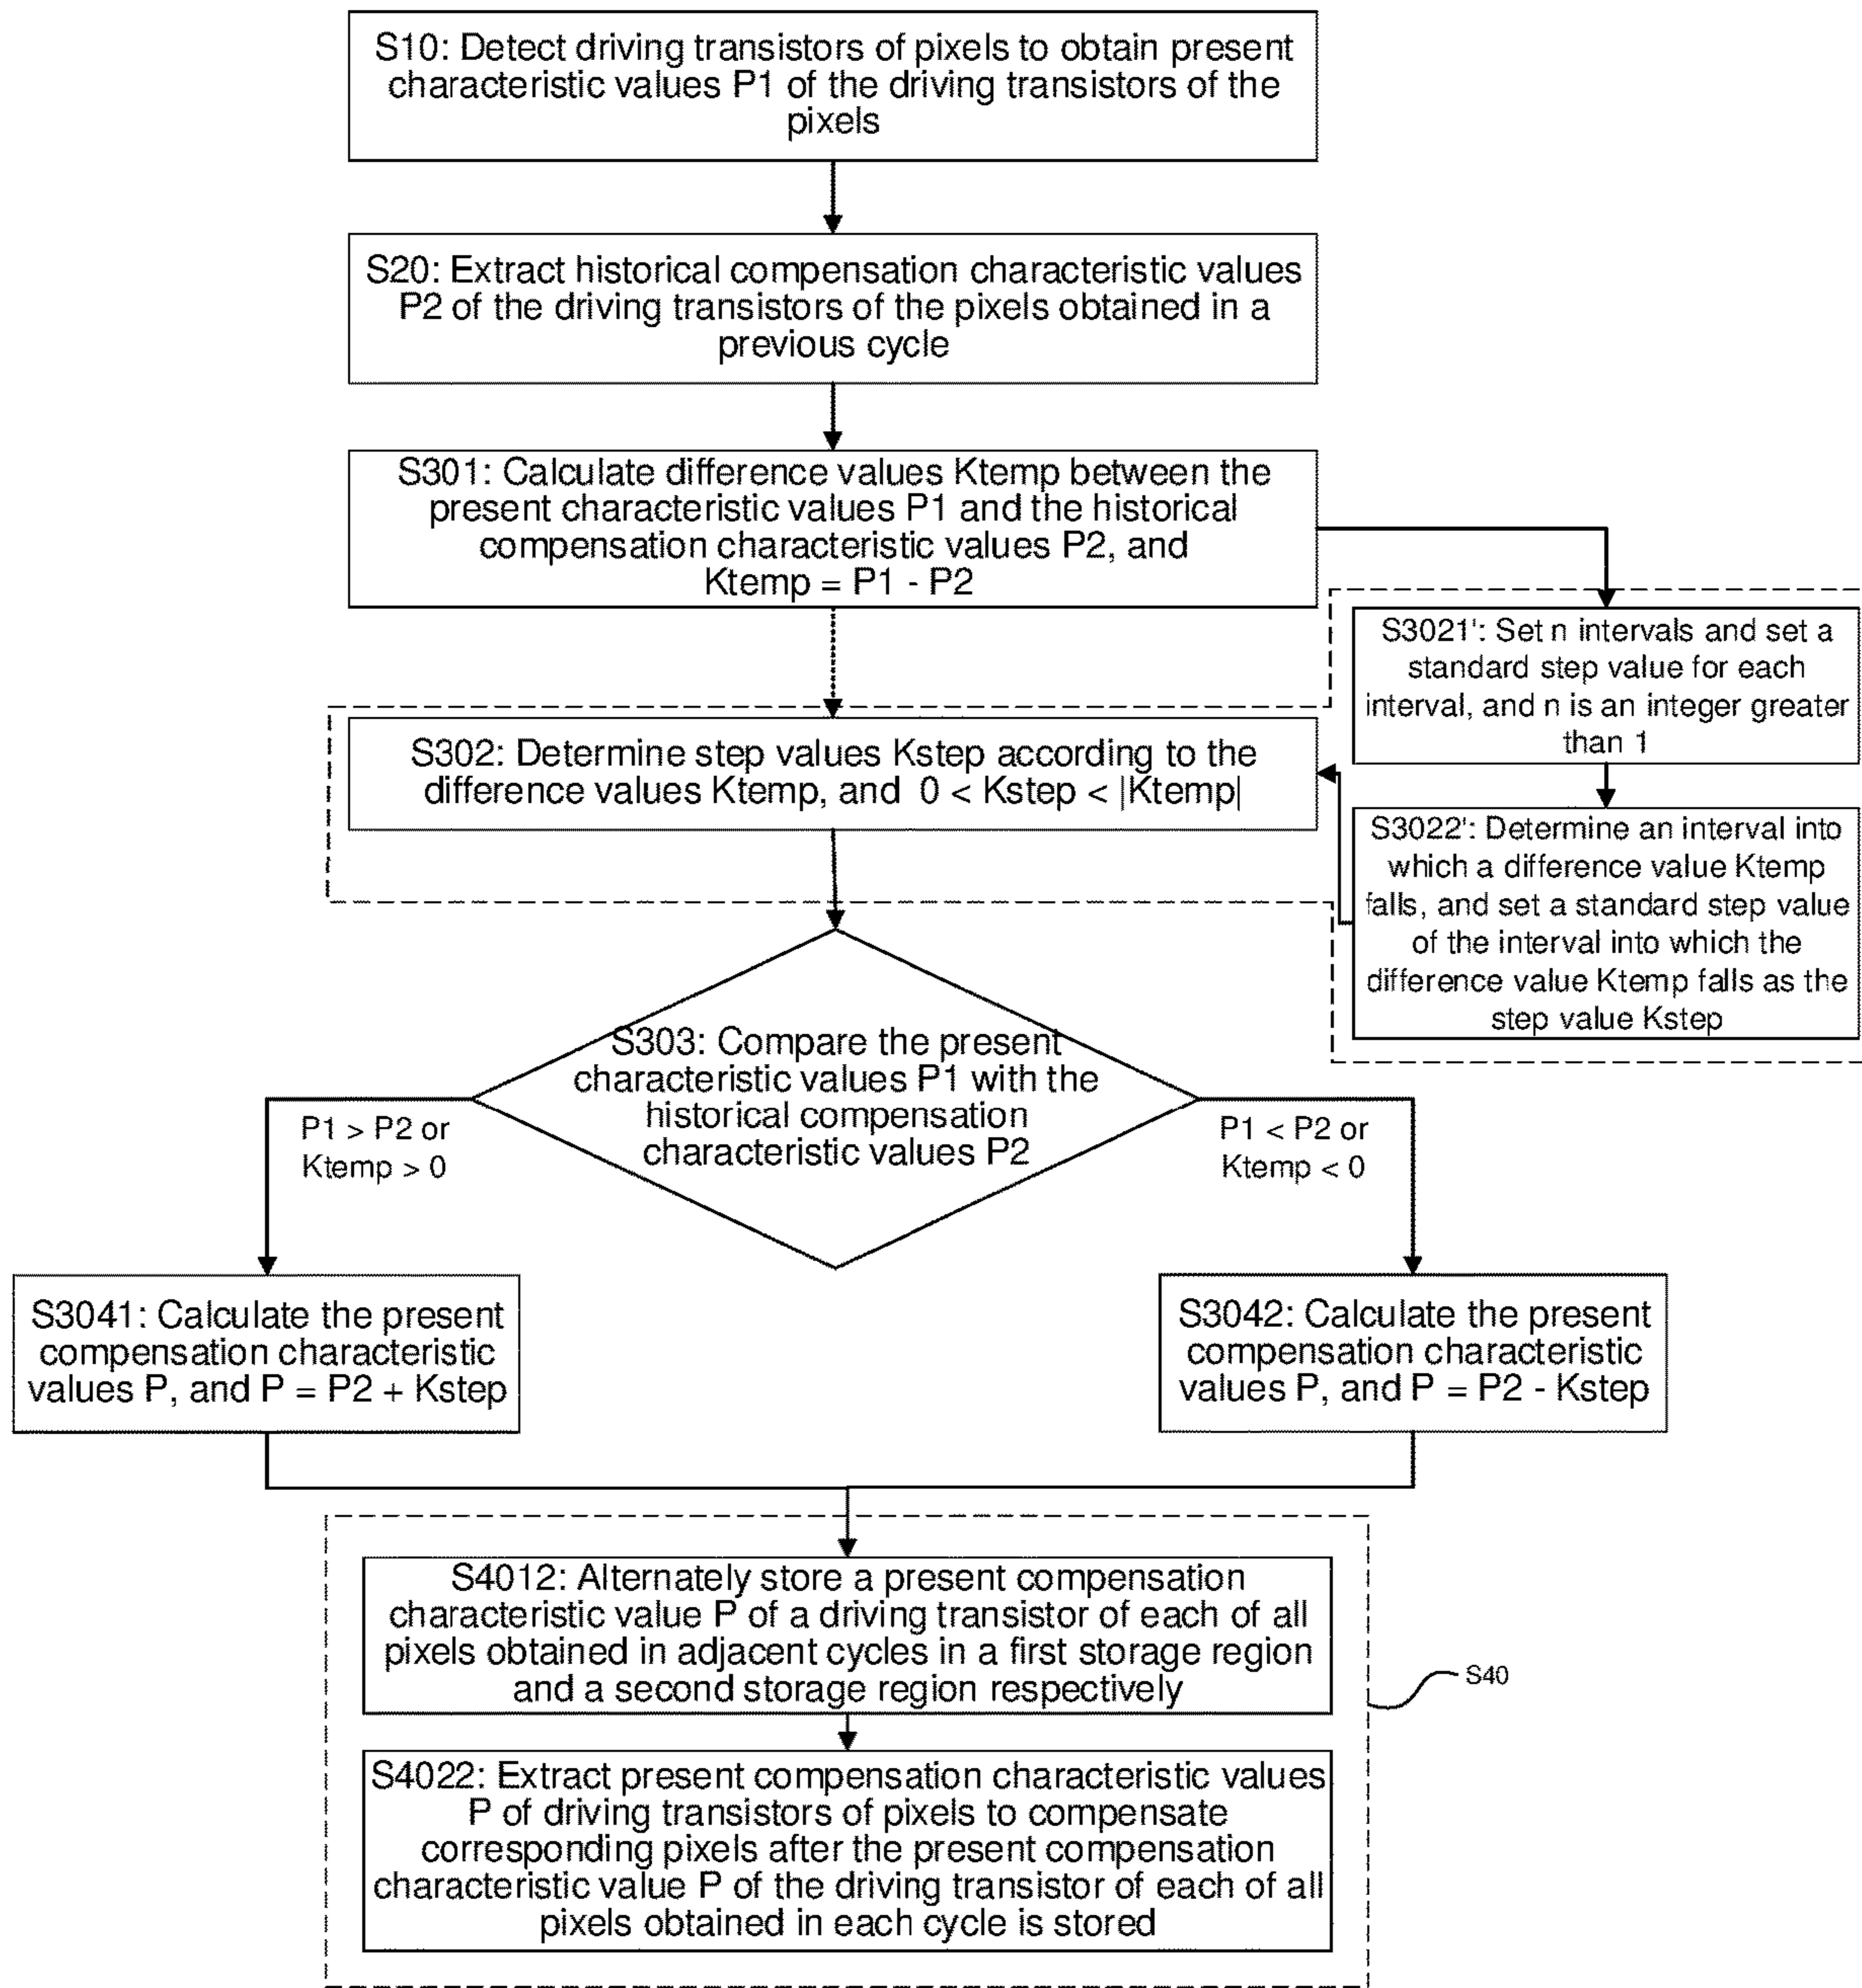 S10: Detect driving transistors of pixels to obtain present
characteristic values P1 of the driving transistors of the
pixels
S20: Extract historical compensation characteristic values
P2 of the driving transistors of the pixels obtained in a
previous cycle
S301: Calculate difference values Ktemp between the
present characteristic values P1 and the historical
compensation characteristic values P2, and
Ktemp = P1 - P2
S3021': Set n intervals and set a
standard step value for each
interval, and n is an integer greater
than 1
S302: Determine step values Kstep according to the
difference values Ktemp, and 0 < Kstep < |Ktemp|
S3022': Determine an interval into
which a difference value Ktemp
falls, and set a standard step value
of the interval into which the
difference value Ktemp falls as the
step value Kstep
S303: Compare the present
characteristic values P1 with the
historical compensation
characteristic values P2
P1 > P2 or
Ktemp > 0
P1 < P2 or
Ktemp < 0
S3041: Calculate the present
compensation characteristic
values P, and P = P2 + Kstep
S3042: Calculate the present
compensation characteristic
values P, and P = P2 - Kstep
S4012: Alternately store a present compensation
characteristic value P of a driving transistor of each of all
pixels obtained in adjacent cycles in a first storage region
and a second storage region respectively
S40
S4022: Extract present compensation characteristic values
P of driving transistors of pixels to compensate
corresponding pixels after the present compensation
characteristic value P of the driving transistor of each of all
pixels obtained in each cycle is stored